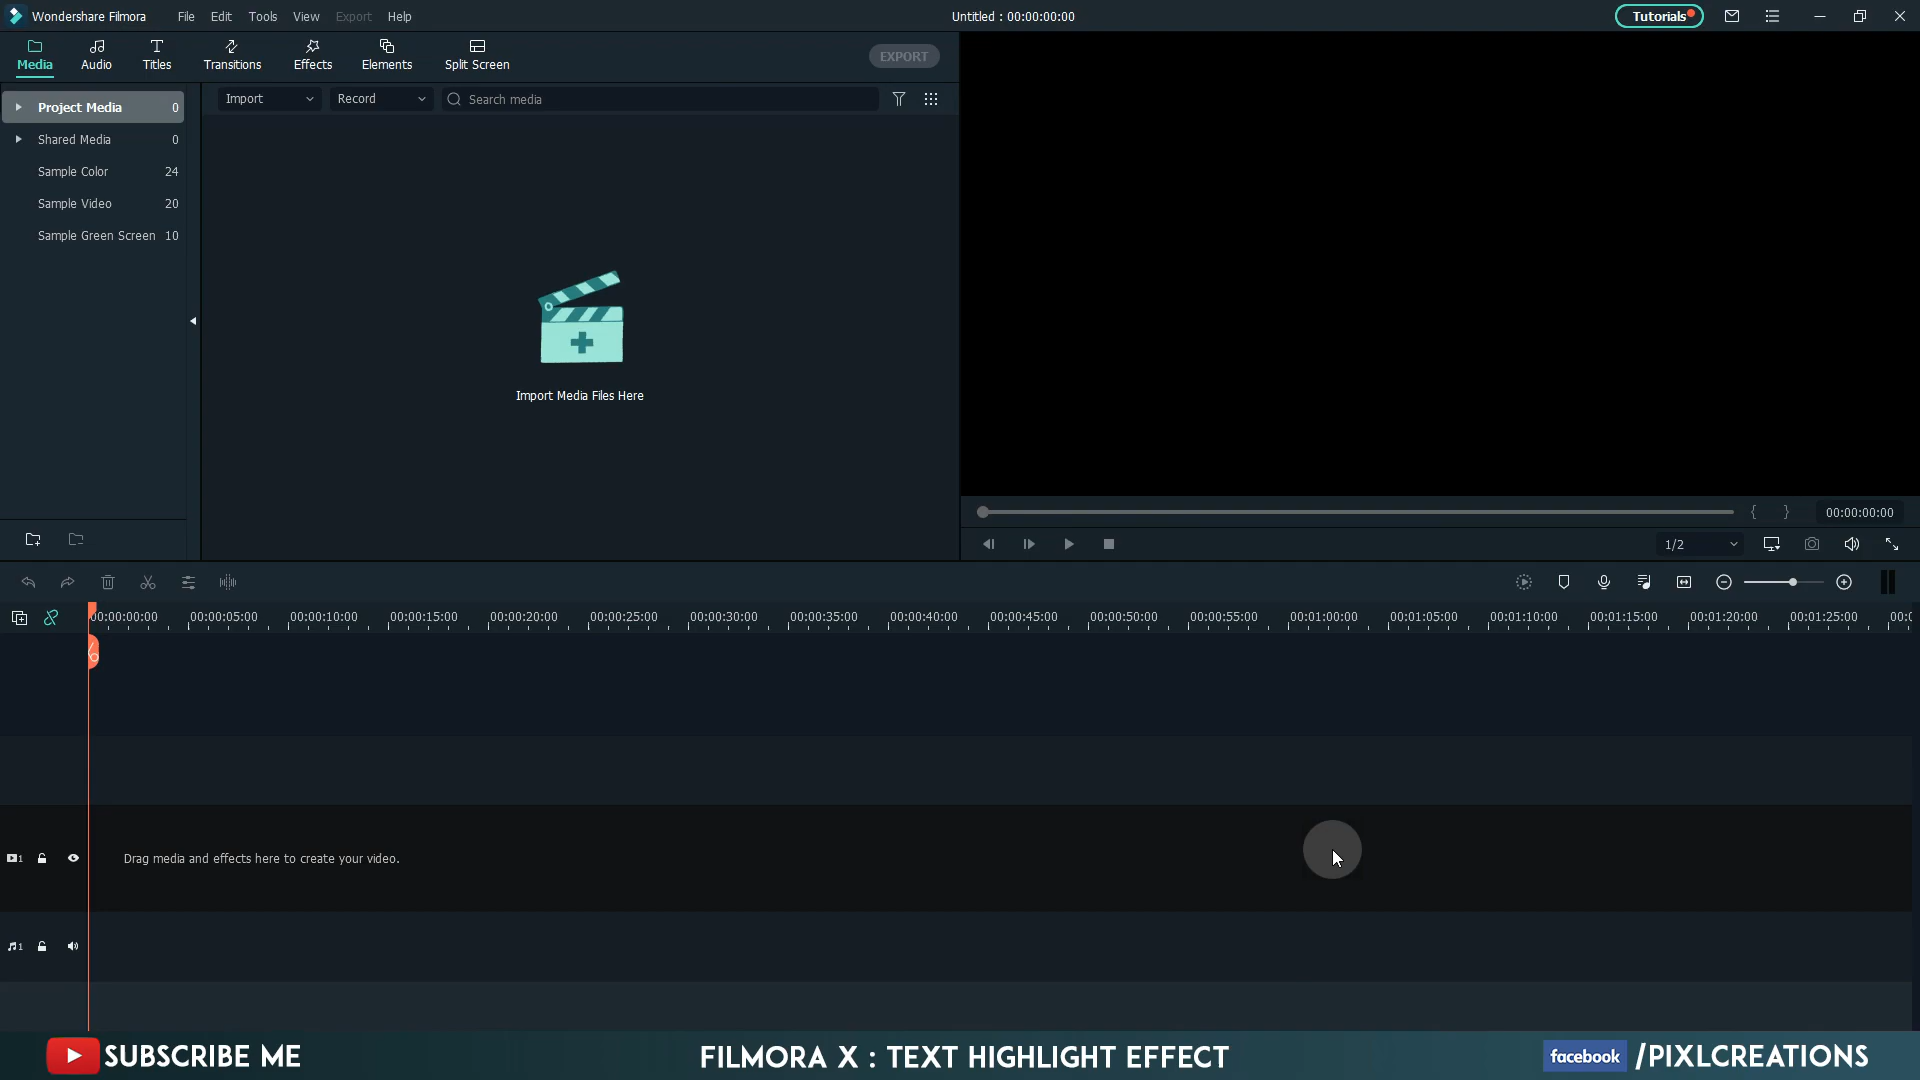 Wondershare Filmora File Edit Tools View Export Help Untitled : 00:00:00:00 Tutorials
Media Audio Titles Transitions Effects Elements Split Screen EXPORT
Import Record Search media
Project Media 0
Shared Media 0
Sample Color 24
Sample Video 20
Sample Green Screen 10
Import Media Files Here
{ } 00:00:00:00
1/2
00:00:00:00 00:00:05:00 00:00:10:00 00:00:15:00 00:00:20:00 00:00:25:00 00:00:30:00 00:00:35:00 00:00:40:00 00:00:45:00 00:00:50:00 00:00:55:00 00:01:00:00 00:01:05:00 00:01:10:00 00:01:15:00 00:01:20:00 00:01:25:00
1 Drag media and effects here to create your video.
1
SUBSCRIBE ME FILMORA X : TEXT HIGHLIGHT EFFECT facebook /PIXLCREATIONS